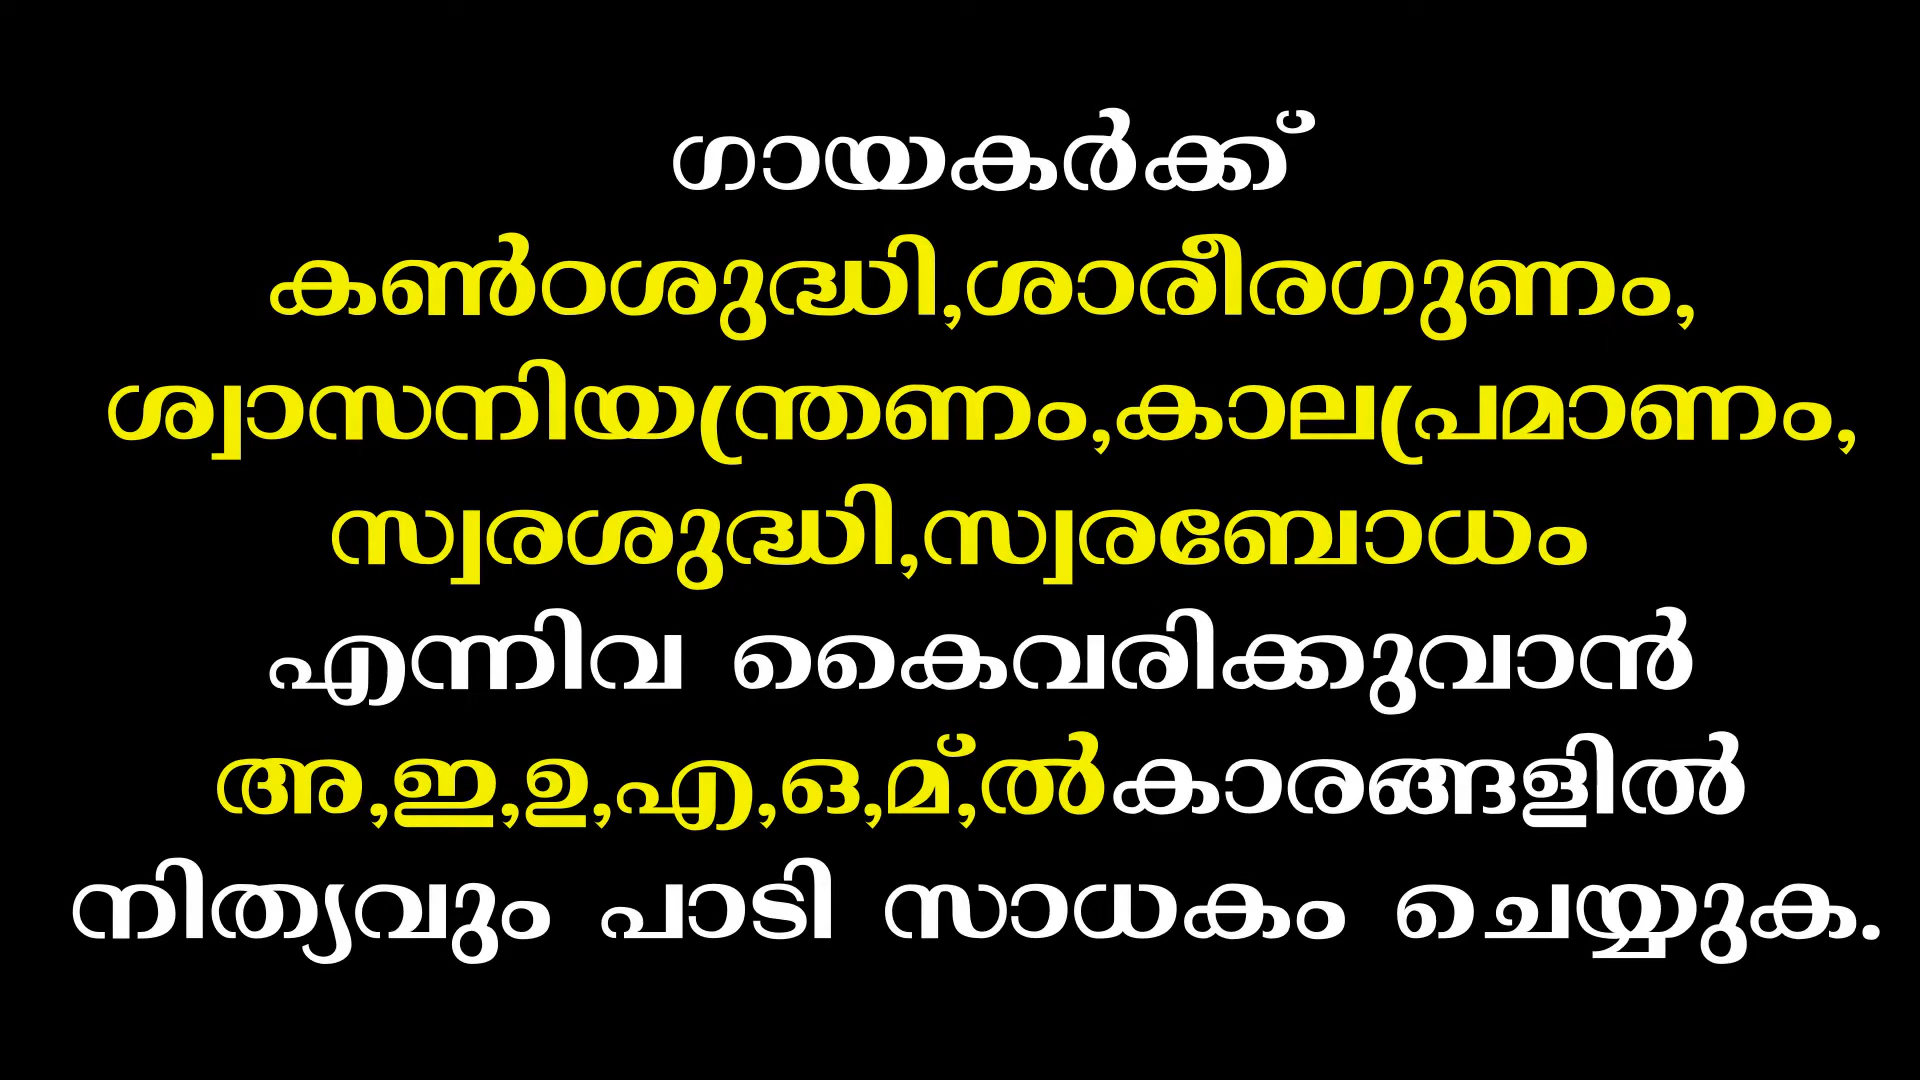 ഗായകർക്ക്
കൺഠശുദ്ധി,ശാരീരഗുണം,
ശ്വാസനിയന്ത്രണം,കാലപ്രമാണം,
സ്വരശുദ്ധി,സ്വരബോധം
എന്നിവ കൈവരിക്കുവാൻ
അ,ഇ,ഉ,എ,ഒ,മ്,ൽകാരങ്ങളിൽ
നിത്യവും പാടി സാധകം ചെയ്യുക.